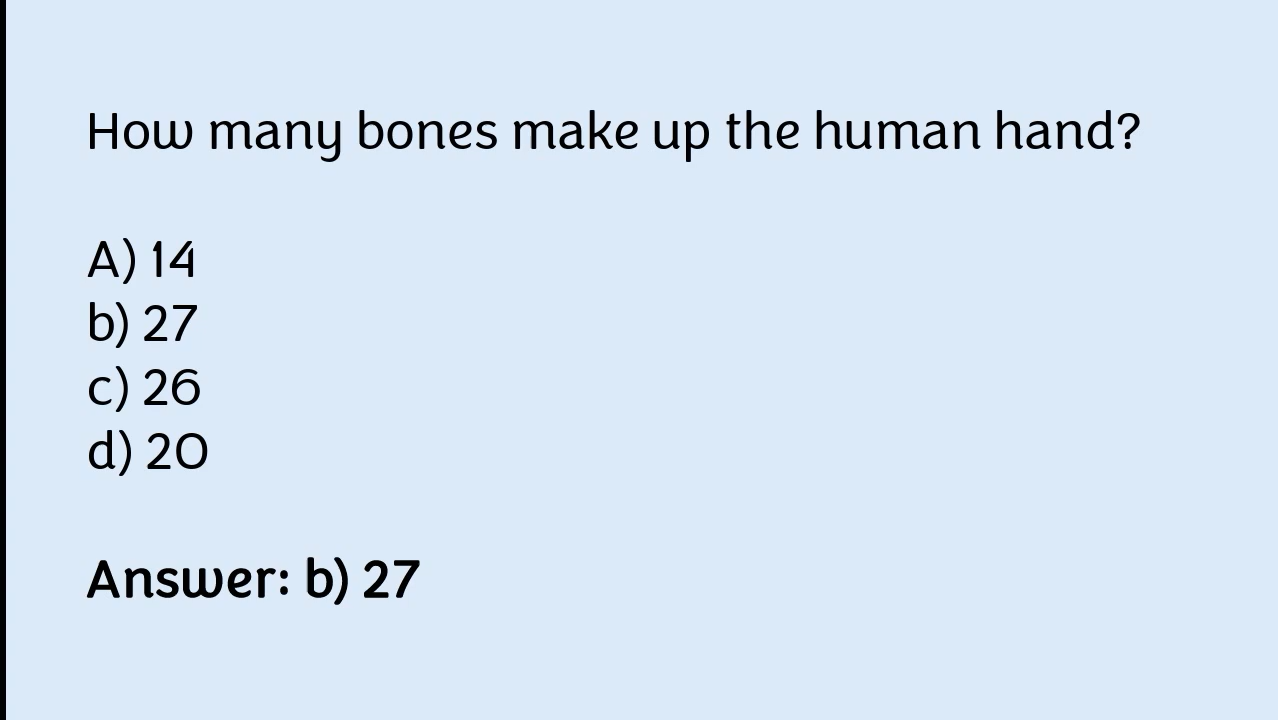 How many bones make up the human hand?
A) 14
b) 27
c) 26
d) 20
Answer: b) 27